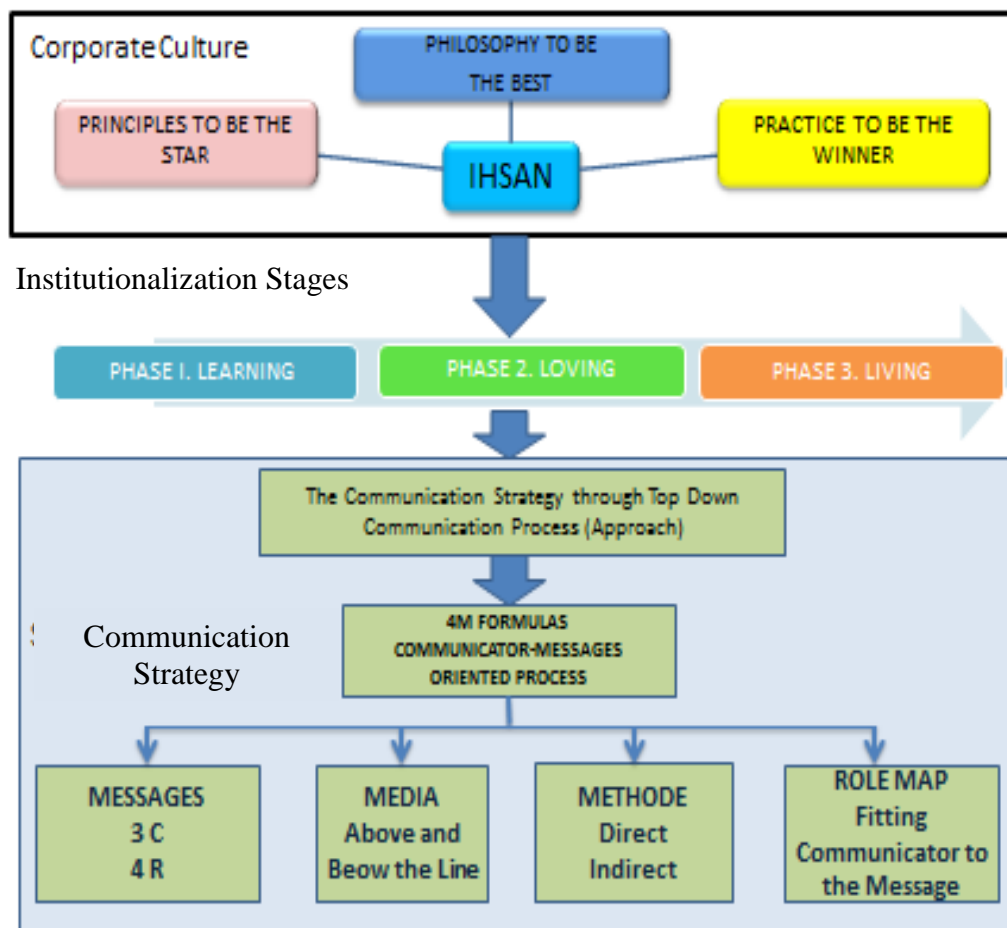 Corporate Culture
PHILOSOPHY TO BE
THE BEST
PRINCIPLES TO BE THE
STAR
PRACTICE TO BE THE
WINNER
IHSAN
Institutionalization Stages
PHASE I. LEARNING
PHASE 2. LOVING
PHASE 3. LIVING
The Communication Strategy through Top Down
Communication Process (Approach)
Communication
Strategy
4M FORMULAS
COMMUNICATOR-MESSAGES
ORIENTED PROCESS
MESSAGES
3 C
4 R
MEDIA
Above and
Beow the Line
METHODE
Direct
Indirect
ROLE MAP
Fitting
Communicator to
the Message